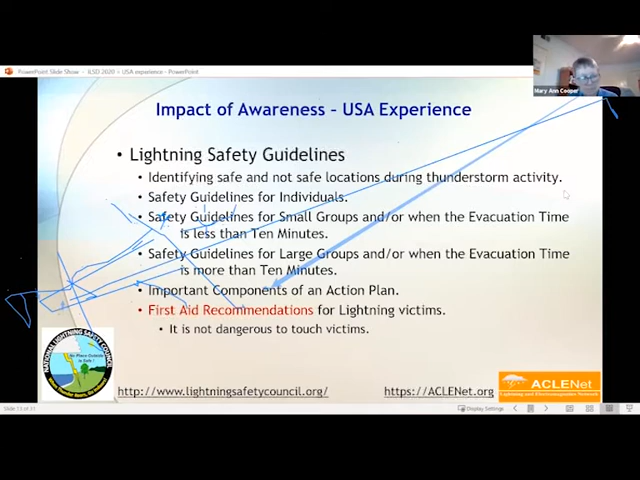 PowerPoint Slide Show - ILSD 2020 > USA experience - PowerPoint
Mary Ann Cooper
Impact of Awareness – USA Experience
• Lightning Safety Guidelines
• Identifying safe and not safe locations during thunderstorm activity.
• Safety Guidelines for Individuals.
• Safety Guidelines for Small Groups and/or when the Evacuation Time
is less than Ten Minutes.
• Safety Guidelines for Large Groups and/or when the Evacuation Time
is more than Ten Minutes.
• Important Components of an Action Plan.
• First Aid Recommendations for Lightning victims.
• It is not dangerous to touch victims.
NATIONAL LIGHTNING SAFETY COUNCIL
No Place Outside
Is Safe!
http://www.lightningsafetycouncil.org/
https://ACLENet.org
ACLENet
Display Settings